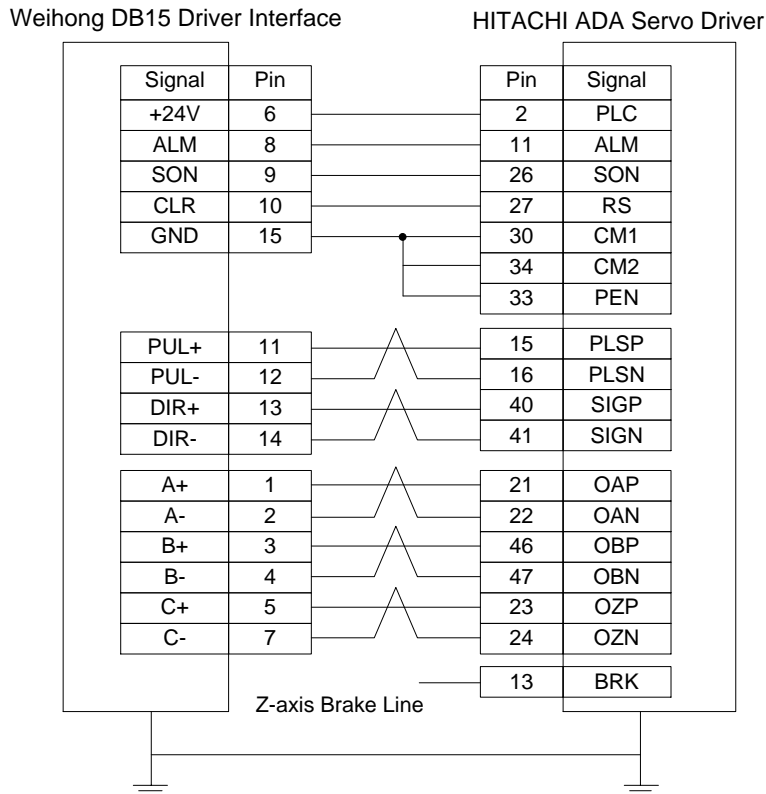 Weihong DB15 Driver Interface HITACHI ADA Servo Driver
Signal Pin Pin Signal
+24V 6 2 PLC
ALM 8 11 ALM
SON 9 26 SON
CLR 10 27 RS
GND 15 30 CM1
34 CM2
33 PEN
PUL+ 11 15 PLSP
PUL- 12 16 PLSN
DIR+ 13 40 SIGP
DIR- 14 41 SIGN
A+ 1 21 OAP
A- 2 22 OAN
B+ 3 46 OBP
B- 4 47 OBN
C+ 5 23 OZP
C- 7 24 OZN
13 BRK
Z-axis Brake Line